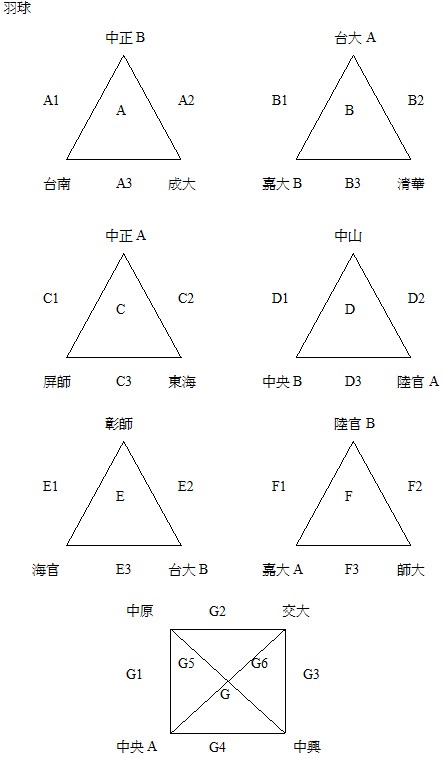 羽球
中正 B 台大 A
A1 A2 B1 B2
A B
台南 A3 成大 嘉大 B B3 清華
中正 A 中山
C1 C2 D1 D2
C D
屏師 C3 東海 中央 B D3 陸官 A
彰師 陸官 B
E1 E2 F1 F2
E F
海官 E3 台大 B 嘉大 A F3 師大
中原 G2 交大
G5 G6
G1 G3
G
中央 A G4 中興